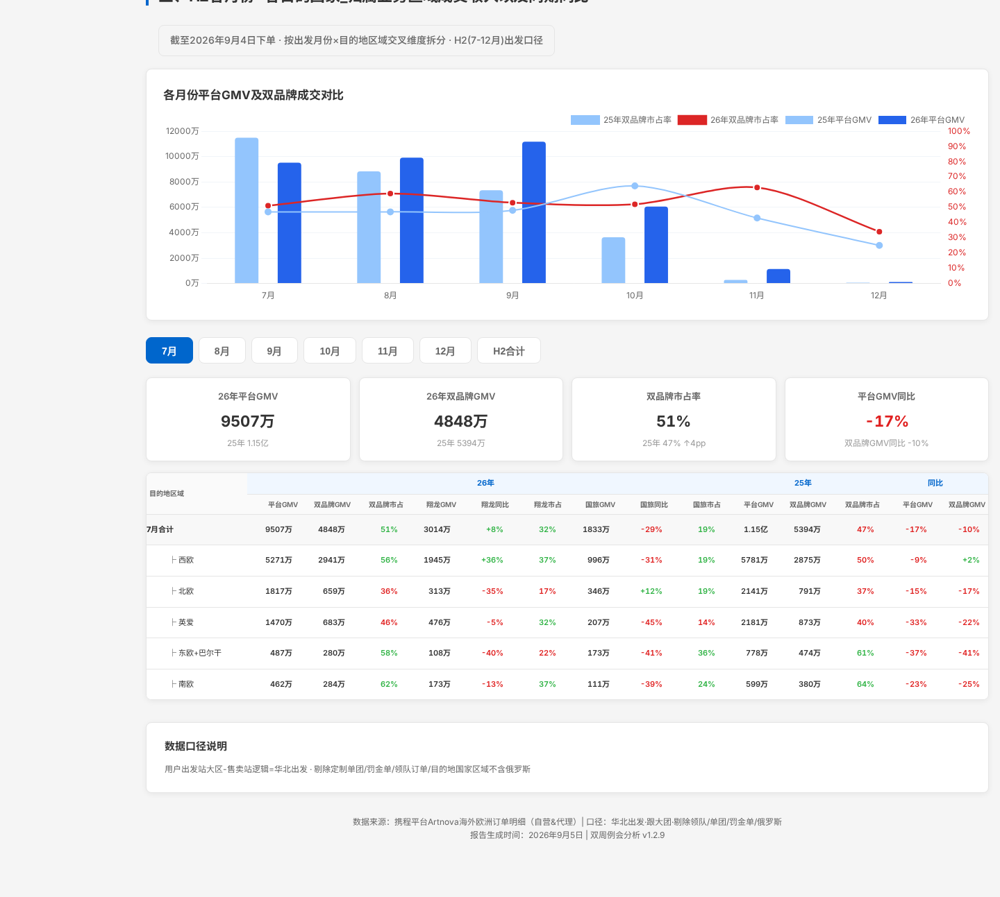 截至2026年9月4日下单 · 按出发月份×目的地区域交叉维度拆分 · H2(7-12月)出发口径
各月份平台GMV及双品牌成交对比
25年双品牌市占率 26年双品牌市占率 25年平台GMV 26年平台GMV
12000万 100%
90%
10000万
80%
8000万 70%
60%
6000万 50%
4000万 40%
30%
2000万 20%
10%
0万 0%
7月 8月 9月 10月 11月 12月
7月 8月 9月 10月 11月 12月 H2合计
26年平台GMV 26年双品牌GMV 双品牌市占率 平台GMV同比
9507万 4848万 51% -17%
25年 1.15亿 25年 5394万 25年 47% ↑4pp 双品牌GMV同比 -10%
26年 25年 同比
目的地区域
平台GMV 双品牌GMV 双品牌市占 翔龙GMV 翔龙同比 翔龙市占 国旅GMV 国旅同比 国旅市占 平台GMV 双品牌GMV 双品牌市占 平台GMV 双品牌GMV
7月合计 9507万 4848万 51% 3014万 +8% 32% 1833万 -29% 19% 1.15亿 5394万 47% -17% -10%
├ 西欧 5271万 2941万 56% 1945万 +36% 37% 996万 -31% 19% 5781万 2875万 50% -9% +2%
├ 北欧 1817万 659万 36% 313万 -35% 17% 346万 +12% 19% 2141万 791万 37% -15% -17%
├ 英爱 1470万 683万 46% 476万 -5% 32% 207万 -45% 14% 2181万 873万 40% -33% -22%
├ 东欧+巴尔干 487万 280万 58% 108万 -40% 22% 173万 -41% 36% 778万 474万 61% -37% -41%
├ 南欧 462万 284万 62% 173万 -13% 37% 111万 -39% 24% 599万 380万 64% -23% -25%
数据口径说明
用户出发站大区-售卖站逻辑=华北出发 · 剔除定制单团/罚金单/领队订单/目的地国家区域不含俄罗斯
数据来源：携程平台Artnova海外欧洲订单明细（自营&代理）| 口径：华北出发·跟大团·剔除领队/单团/罚金单/俄罗斯
报告生成时间：2026年9月5日 | 双周例会分析 v1.2.9